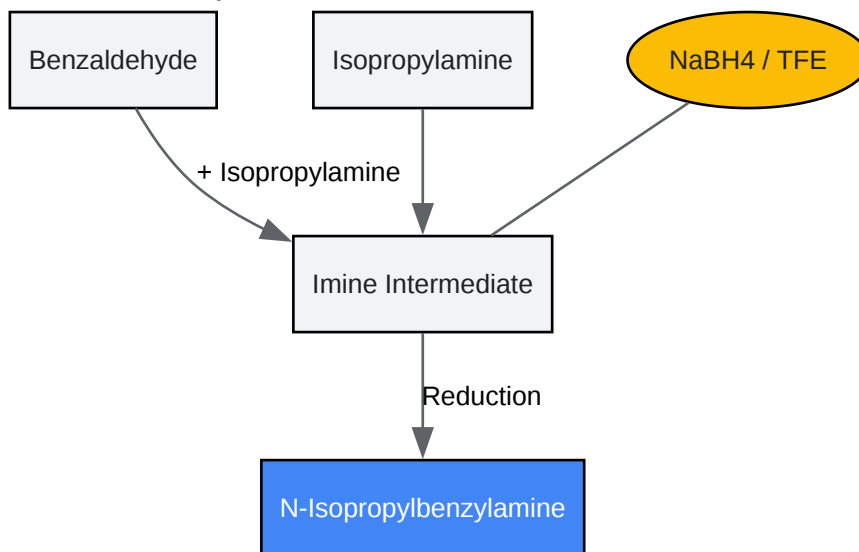 Benzaldehyde
Isopropylamine
NaBH4 / TFE
+ Isopropylamine
Imine Intermediate
Reduction
N-Isopropylbenzylamine